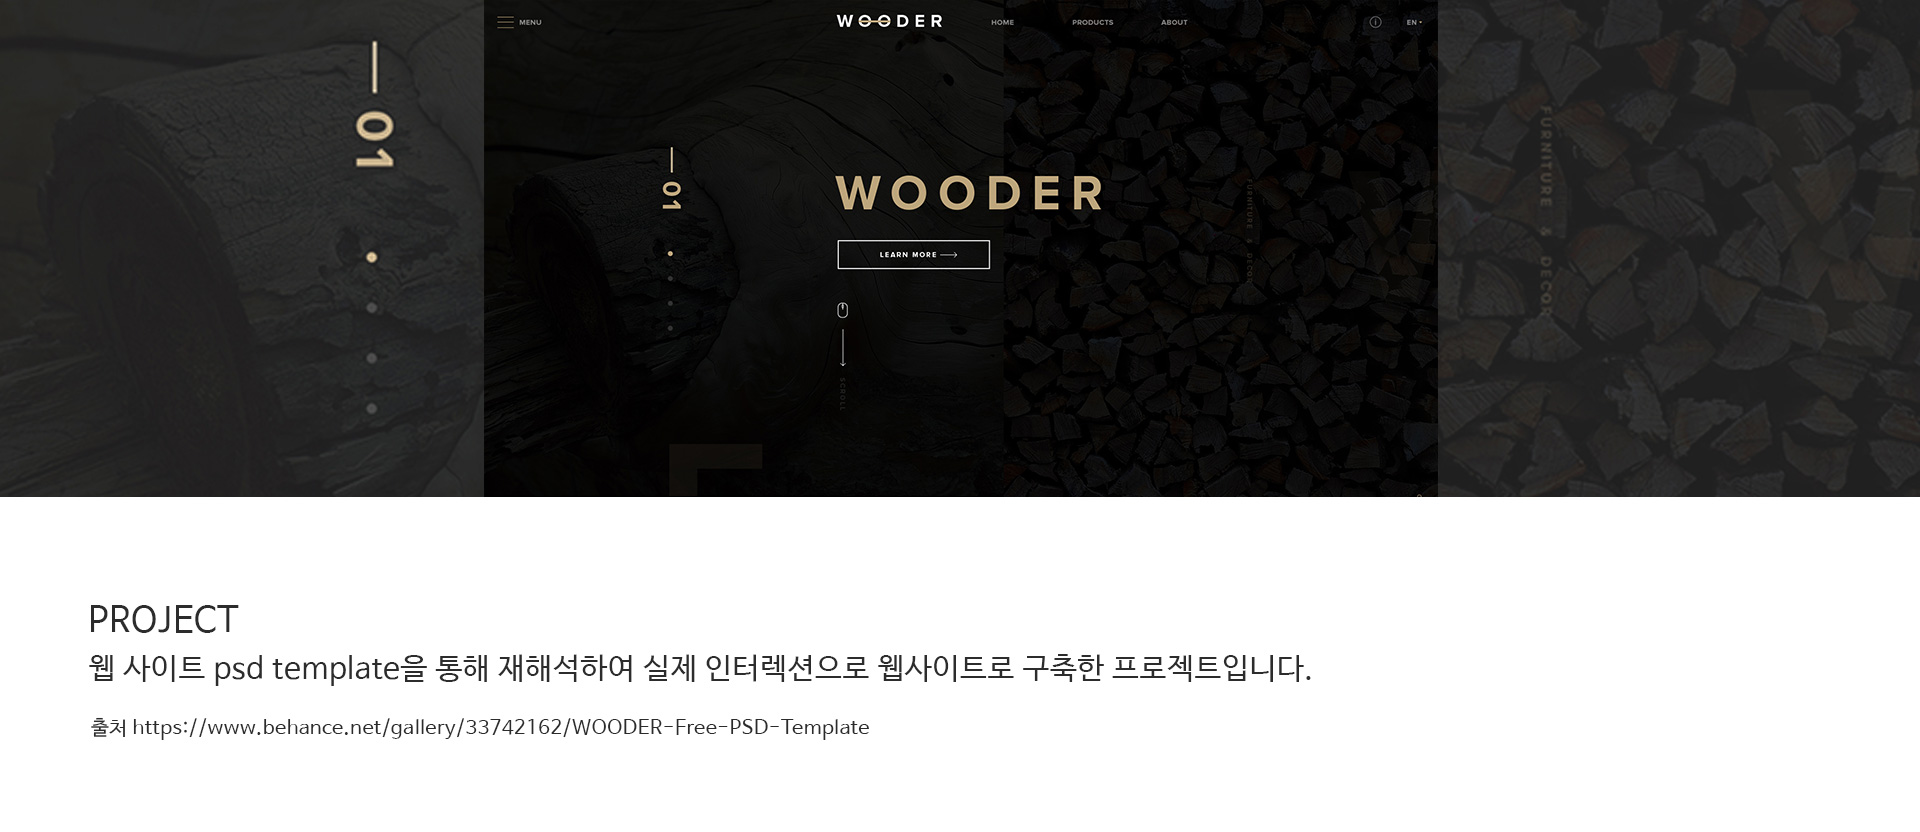 MENU
WOODER
HOME
PRODUCTS
ABOUT
EN
01
01
WOODER
LEARN MORE
SCROLL
FURNITURE & DECOR
FURNITURE & DECOR
PROJECT
웹 사이트 psd template을 통해 재해석하여 실제 인터렉션으로 웹사이트로 구축한 프로젝트입니다.
출처 https://www.behance.net/gallery/33742162/WOODER-Free-PSD-Template